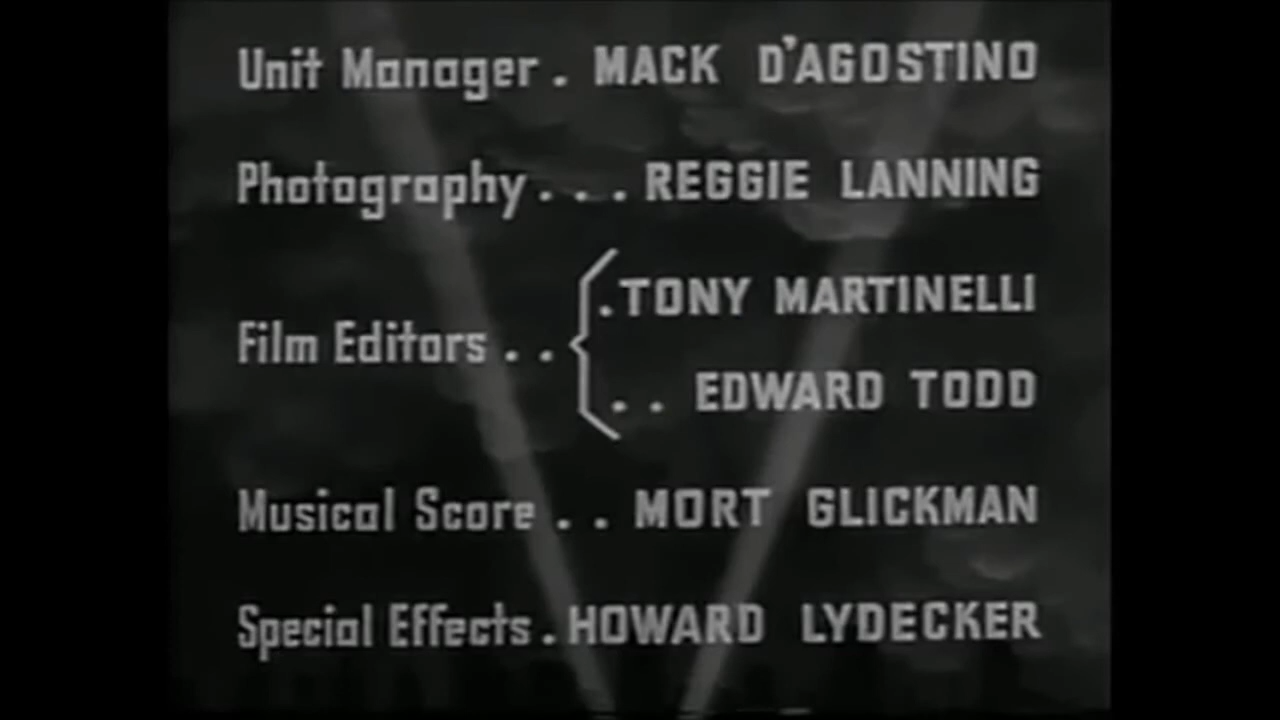 Unit Manager . MACK D'AGOSTINO
Photography . . . REGGIE LANNING
.TONY MARTINELLI
Film Editors . .
. . EDWARD TODD
Musical Score . . MORT GLICKMAN
Special Effects . HOWARD LYDECKER